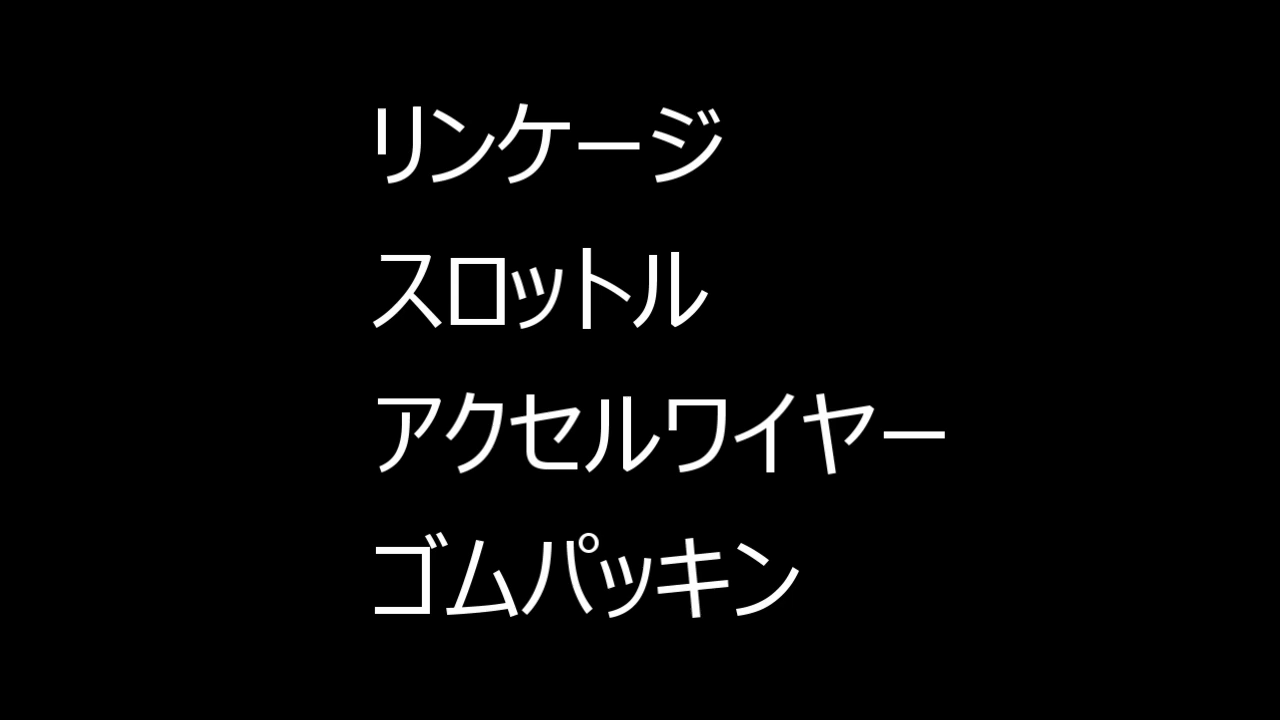 リンケージ
スロットル
アクセルワイヤー
ゴムパッキン